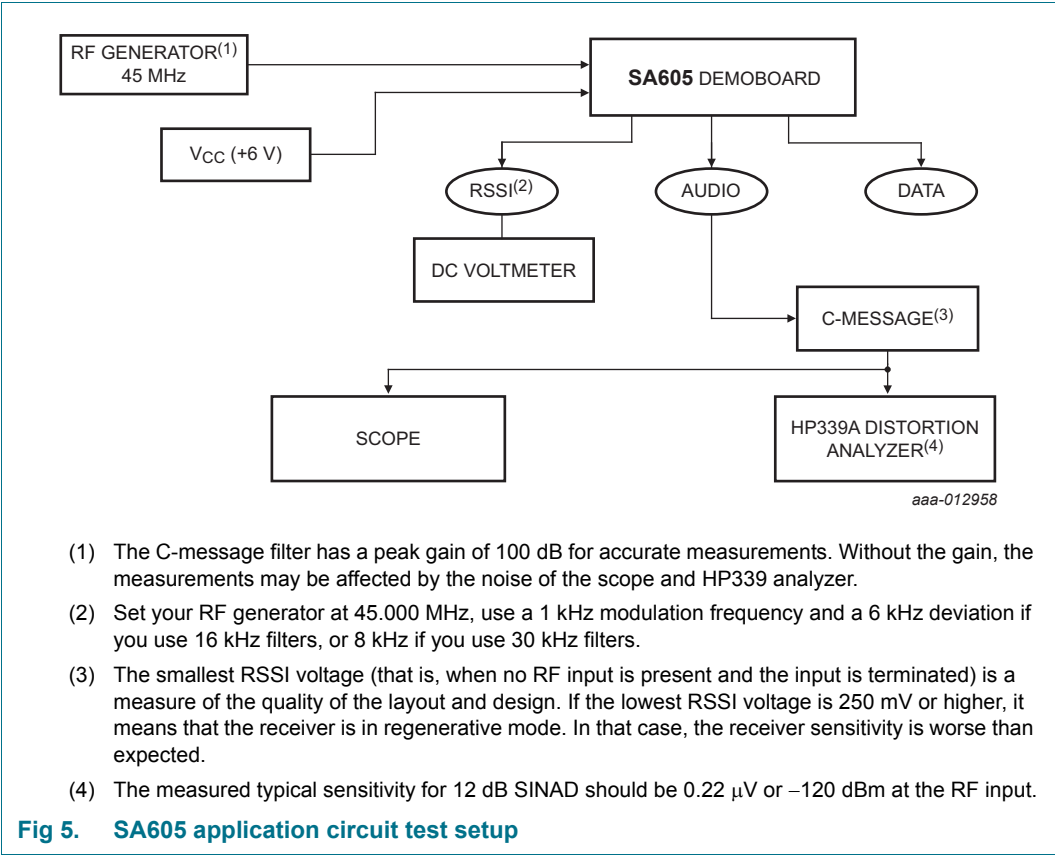 RF GENERATOR(1)
45 MHz
SA605 DEMOBOARD
VCC (+6 V)
RSSI(2)
AUDIO
DATA
DC VOLTMETER
C-MESSAGE(3)
SCOPE
HP339A DISTORTION
ANALYZER(4)
aaa-012958
(1) The C-message filter has a peak gain of 100 dB for accurate measurements. Without the gain, the
measurements may be affected by the noise of the scope and HP339 analyzer.
(2) Set your RF generator at 45.000 MHz, use a 1 kHz modulation frequency and a 6 kHz deviation if
you use 16 kHz filters, or 8 kHz if you use 30 kHz filters.
(3) The smallest RSSI voltage (that is, when no RF input is present and the input is terminated) is a
measure of the quality of the layout and design. If the lowest RSSI voltage is 250 mV or higher, it
means that the receiver is in regenerative mode. In that case, the receiver sensitivity is worse than
expected.
(4) The measured typical sensitivity for 12 dB SINAD should be 0.22 μV or −120 dBm at the RF input.
Fig 5. SA605 application circuit test setup